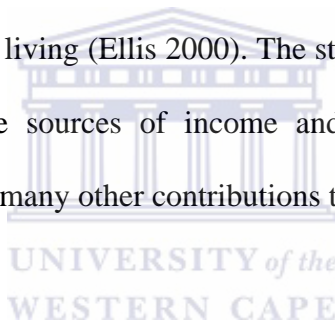 living (Ellis 2000). The st
e sources of income and
many other contributions t
UNIVERSITY of the
WESTERN CAPE